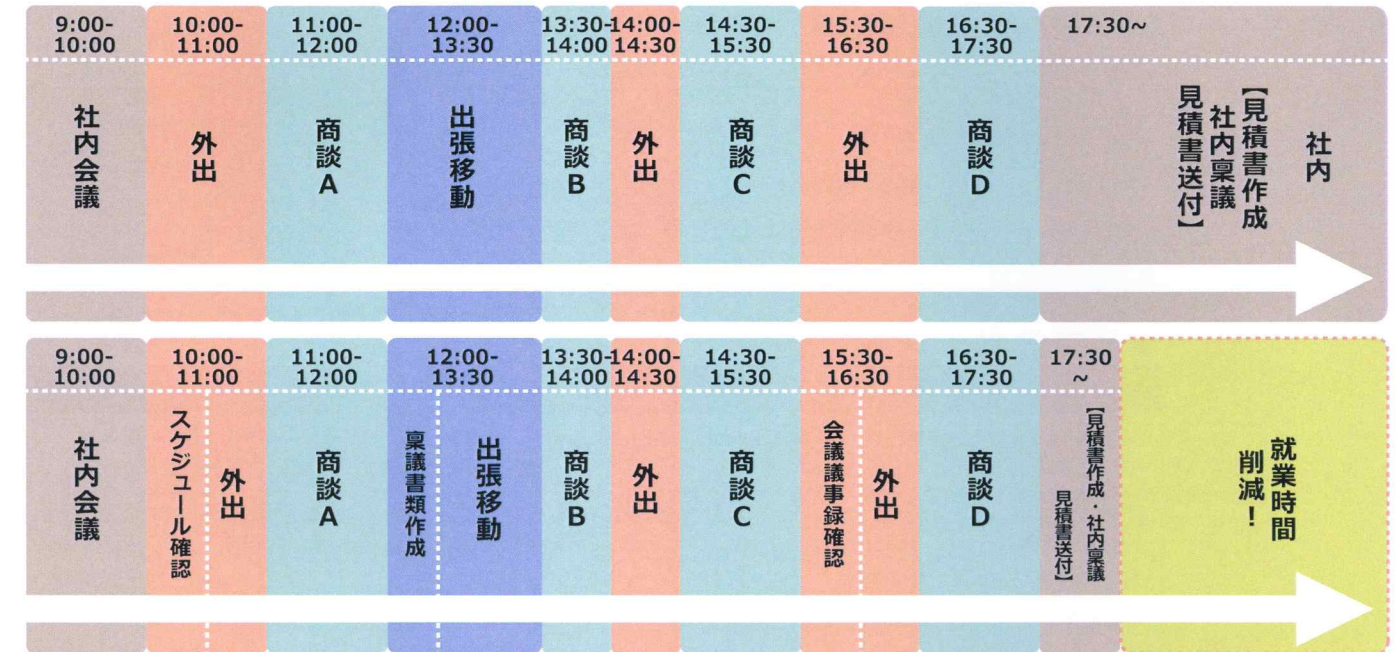 9:00-
10:00
10:00-
11:00
11:00-
12:00
12:00-
13:30
13:30-
14:00
14:00-
14:30
14:30-
15:30
15:30-
16:30
16:30-
17:30
17:30~
社内会議
外出
商談A
出張移動
商談B
外出
商談C
外出
商談D
社内
【見積書作成
社内稟議
見積書送付】
9:00-
10:00
10:00-
11:00
11:00-
12:00
12:00-
13:30
13:30-
14:00
14:00-
14:30
14:30-
15:30
15:30-
16:30
16:30-
17:30
17:30
~
社内会議
スケジュール確認
外出
商談A
稟議書類作成
出張移動
商談B
外出
商談C
会議議事録確認
外出
商談D
【見積書作成・社内稟議
見積書送付】
就業時間
削減!